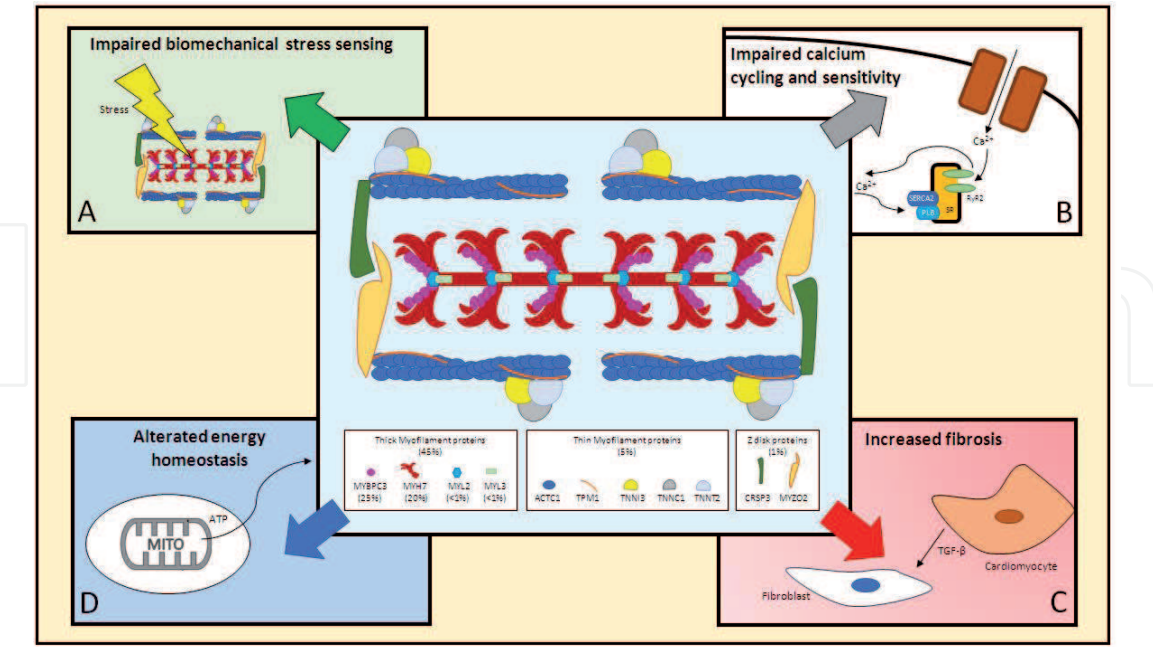 Impaired biomechanical stress sensing
Stress
A
Impaired calcium
cycling and sensitivity
Ca2+
Ca2+
SERCA2
PLB
SR
RyR2
B
Thick Myofilament proteins
(45%)
MYBPC3
(25%)
MYH7
(20%)
MYL2
(<1%)
MYL3
(<1%)
Thin Myofilament proteins
(5%)
ACTC1
TPM1
TNNI3
TNNC1
TNNT2
Z disk proteins
(1%)
CRSP3
MYZO2
Alterated energy
homeostasis
ATP
MITO
D
Increased fibrosis
TGF-β
Cardiomyocyte
Fibroblast
C